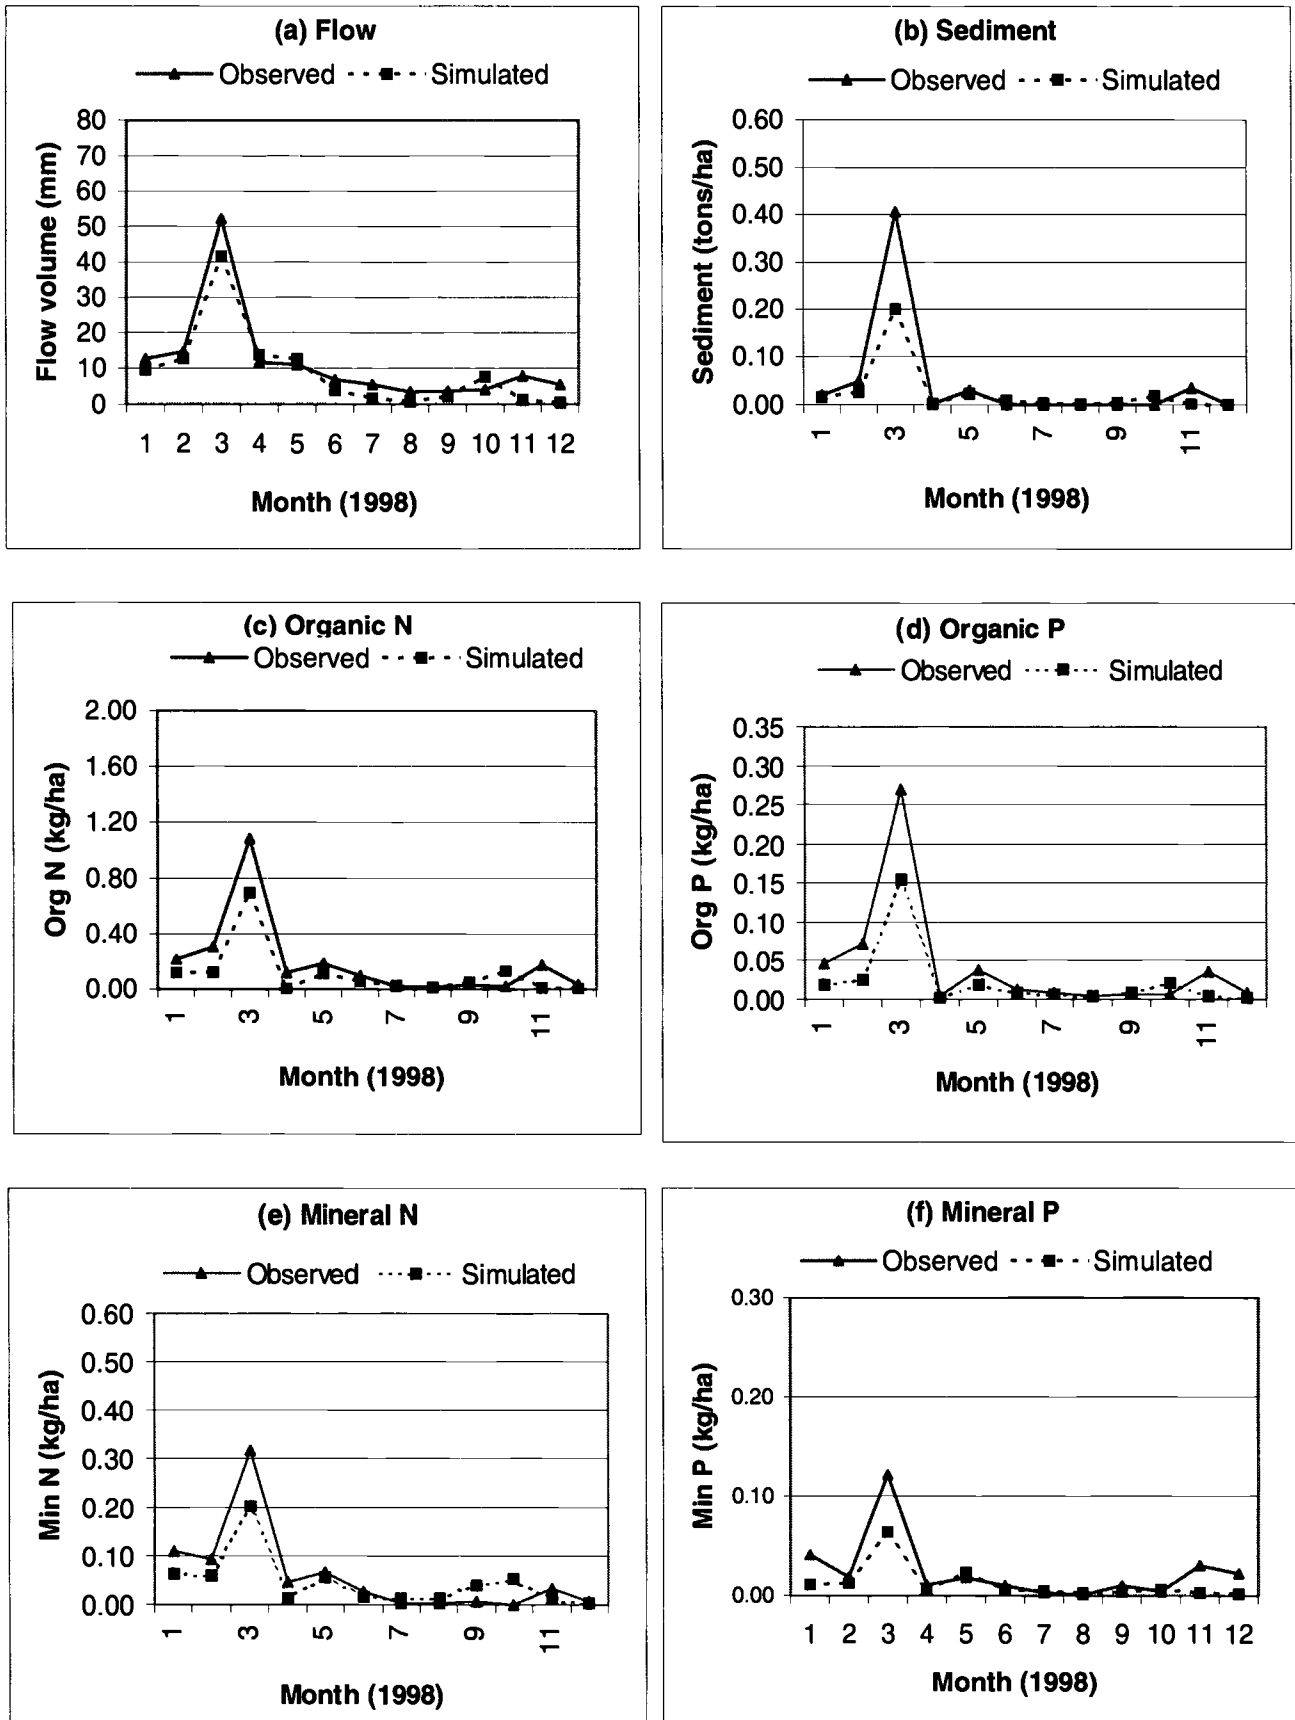 (a) Flow
Observed Simulated
80
70
60
50
40
30
20
10
0
Flow volume (mm)
1 2 3 4 5 6 7 8 9 10 11 12
Month (1998)
(b) Sediment
Observed Simulated
0.60
0.50
0.40
0.30
0.20
0.10
0.00
Sediment (tons/ha)
1 3 5 7 9 11
Month (1998)
(c) Organic N
Observed Simulated
2.00
1.60
1.20
0.80
0.40
0.00
Org N (kg/ha)
1 3 5 7 9 11
Month (1998)
(d) Organic P
Observed Simulated
0.35
0.30
0.25
0.20
0.15
0.10
0.05
0.00
Org P (kg/ha)
1 3 5 7 9 11
Month (1998)
(e) Mineral N
Observed Simulated
0.60
0.50
0.40
0.30
0.20
0.10
0.00
Min N (kg/ha)
1 3 5 7 9 11
Month (1998)
(f) Mineral P
Observed Simulated
0.30
0.20
0.10
0.00
Min P (kg/ha)
1 2 3 4 5 6 7 8 9 10 11 12
Month (1998)